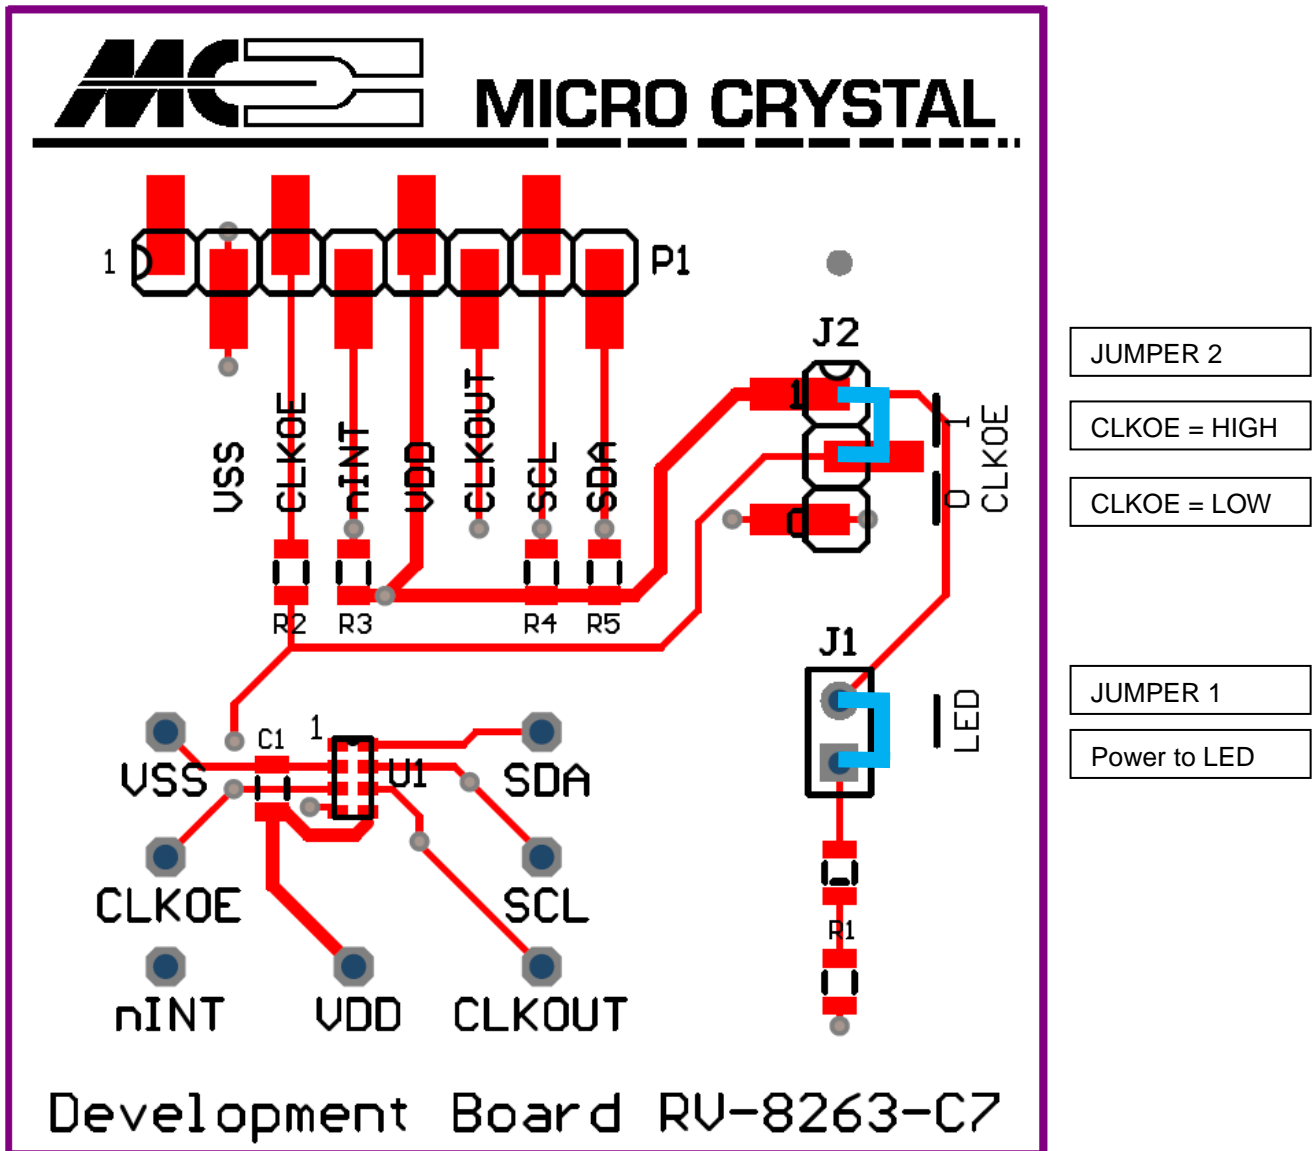 MICRO CRYSTAL
1
P1
J2
1
0
1
0
CLKOE
VSS
CLKOE
nINT
VDD
CLKOUT
SCL
SDA
R2
R3
R4
R5
J1
LED
C1
1
U1
VSS
SDA
CLKOE
SCL
nINT
VDD
CLKOUT
R1
Development Board RV-8263-C7
JUMPER 2
CLKOE = HIGH
CLKOE = LOW
JUMPER 1
Power to LED